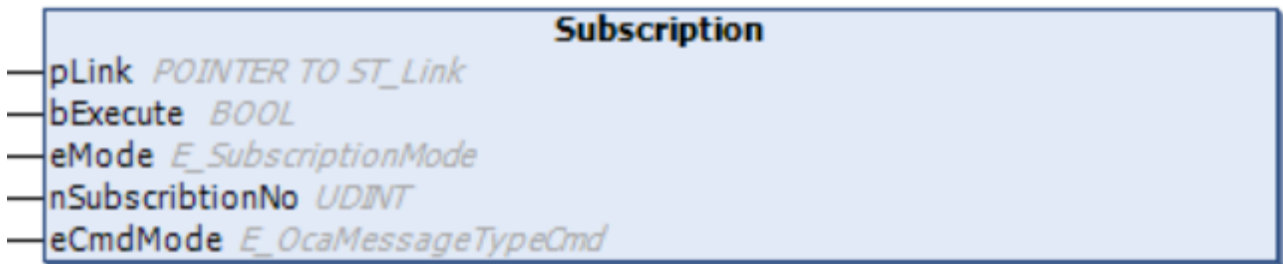 Subscription
pLink POINTER TO ST_Link
bExecute BOOL
eMode E_SubscriptionMode
nSubscribtionNo UDINT
eCmdMode E_OcaMessageTypeCmd